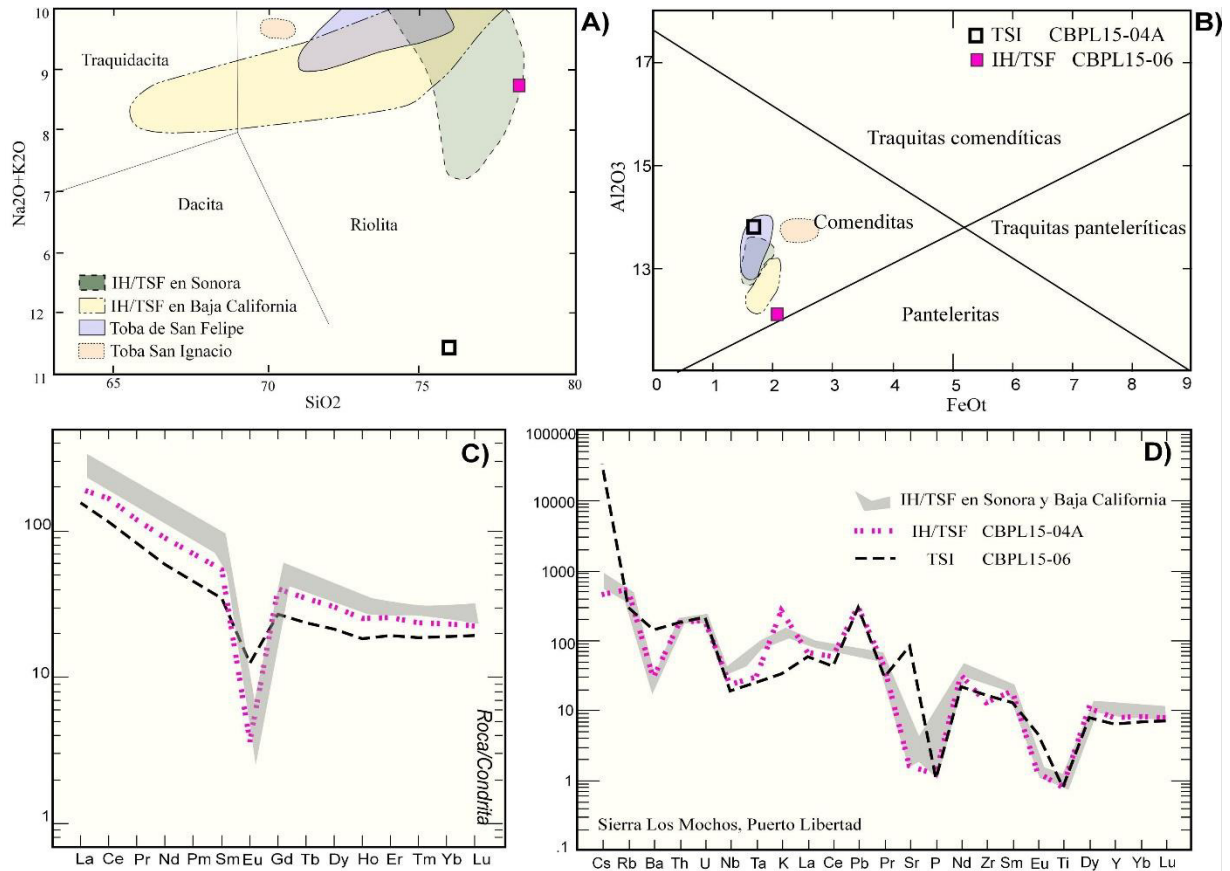 A)
10
9
8
7
6
12
11
Na2O+K2O
Traquidacita
Dacita
Riolita
IH/TSF en Sonora
IH/TSF en Baja California
Toba de San Felipe
Toba San Ignacio
65
70
75
80
SiO2
B)
TSI CBPL15-04A
IH/TSF CBPL15-06
17
15
13
Al2O3
Traquitas comendíticas
Comenditas
Traquitas panteleríticas
Panteleritas
0 1 2 3 4 5 6 7 8 9
FeOt
C)
100
10
1
Roca/Condrita
La Ce Pr Nd Pm Sm Eu Gd Tb Dy Ho Er Tm Yb Lu
D)
100000
10000
1000
100
10
1
.1
IH/TSF en Sonora y Baja California
IH/TSF CBPL15-04A
TSI CBPL15-06
Sierra Los Mochos, Puerto Libertad
Cs Rb Ba Th U Nb Ta K La Ce Pb Pr Sr P Nd Zr Sm Eu Ti Dy Y Yb Lu